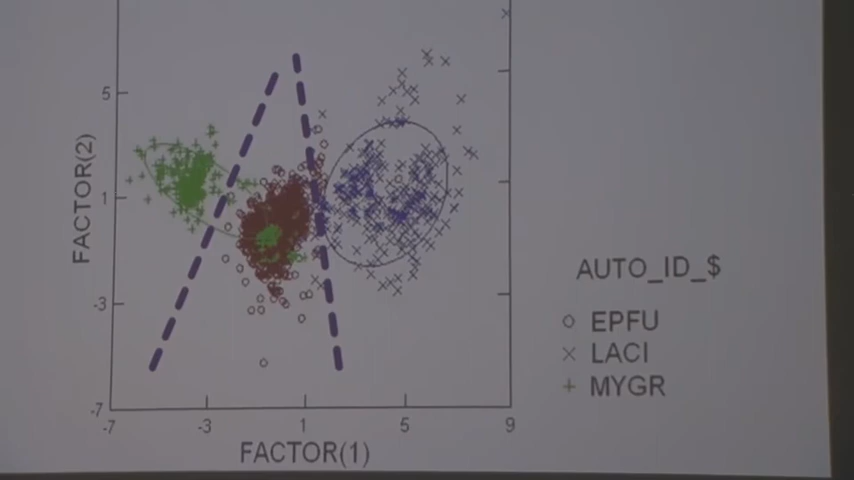 5
1
-3
-7
FACTOR(2)
-7 -3 1 5 9
FACTOR(1)
AUTO_ID_$
EPFU
LACI
MYGR